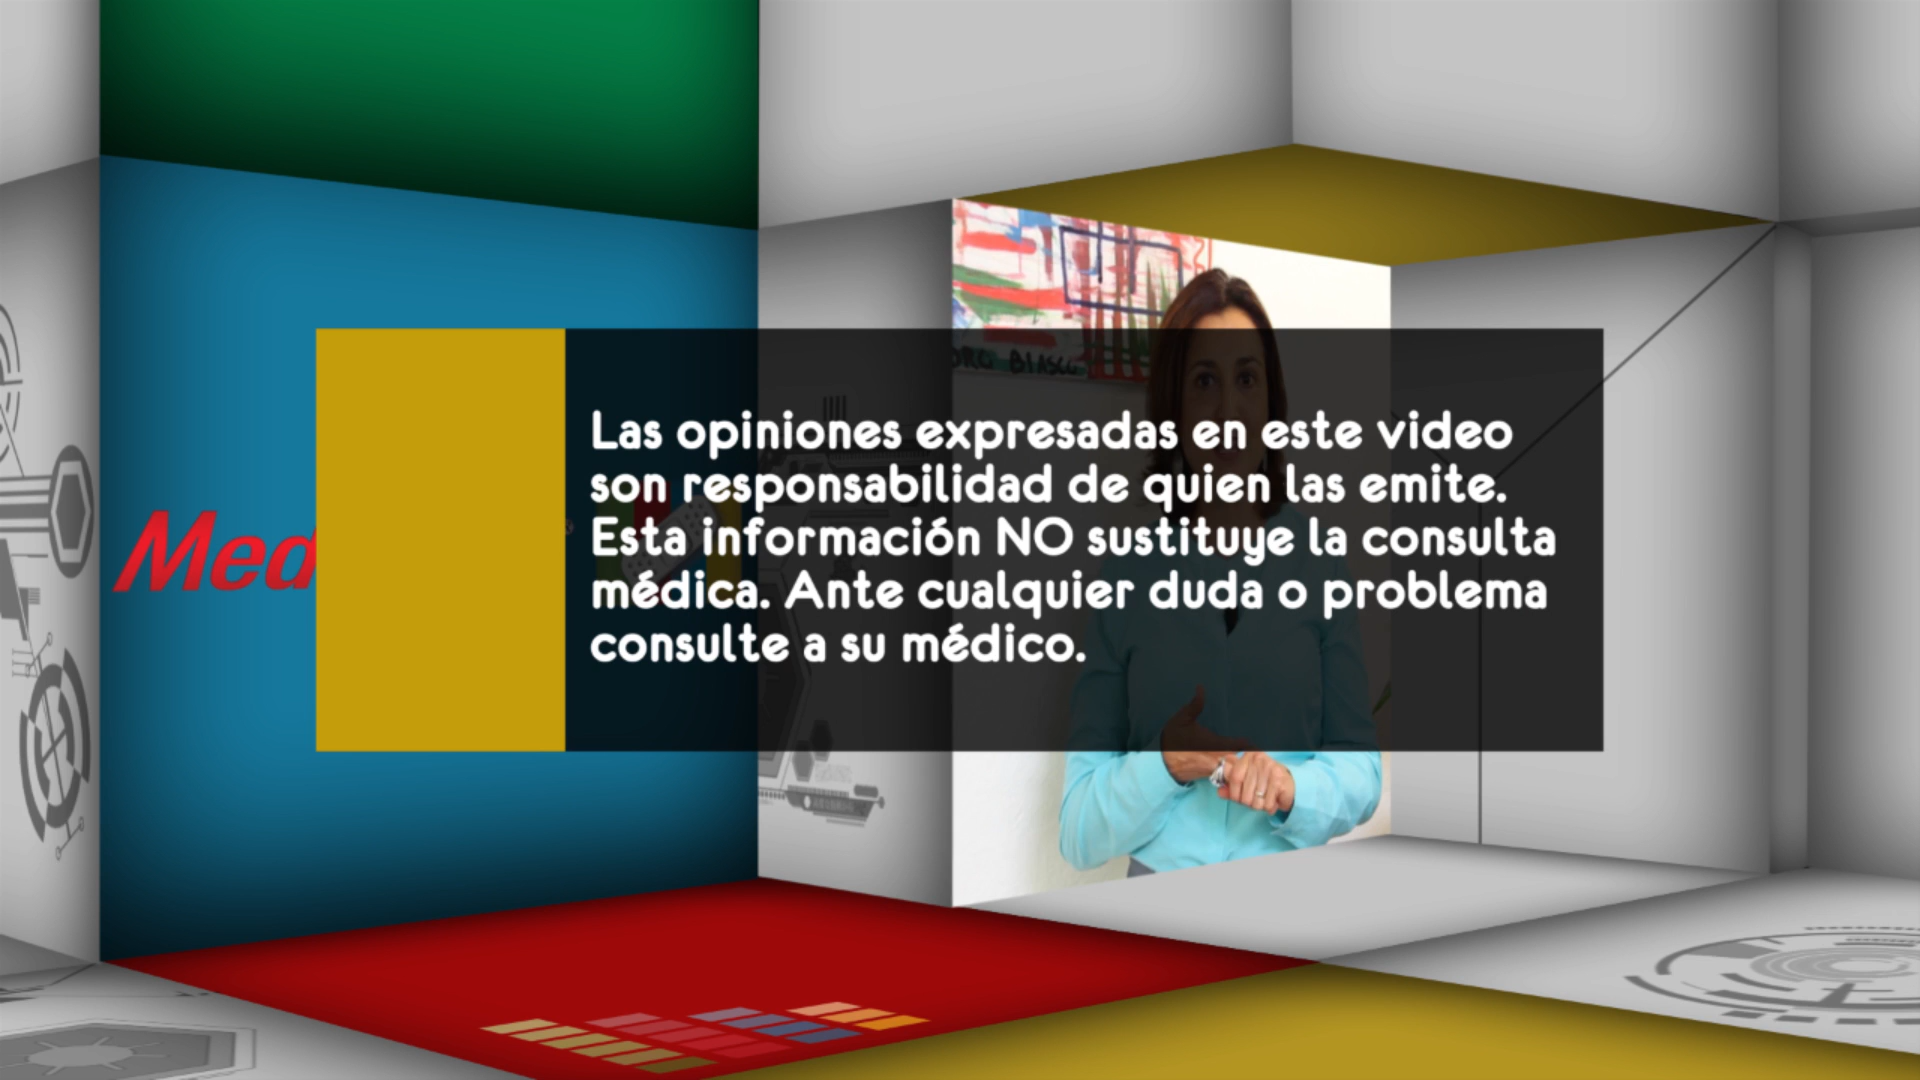 Las opiniones expresadas en este video
son responsabilidad de quien las emite.
Esta información NO sustituye la consulta
médica. Ante cualquier duda o problema
consulte a su médico.
Med